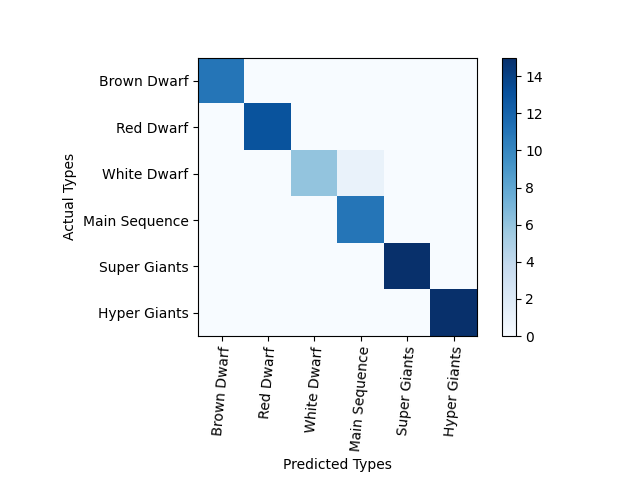 Brown Dwarf
Red Dwarf
White Dwarf
Main Sequence
Super Giants
Hyper Giants
Actual Types
Brown Dwarf
Red Dwarf
White Dwarf
Main Sequence
Super Giants
Hyper Giants
Predicted Types
14
12
10
8
6
4
2
0